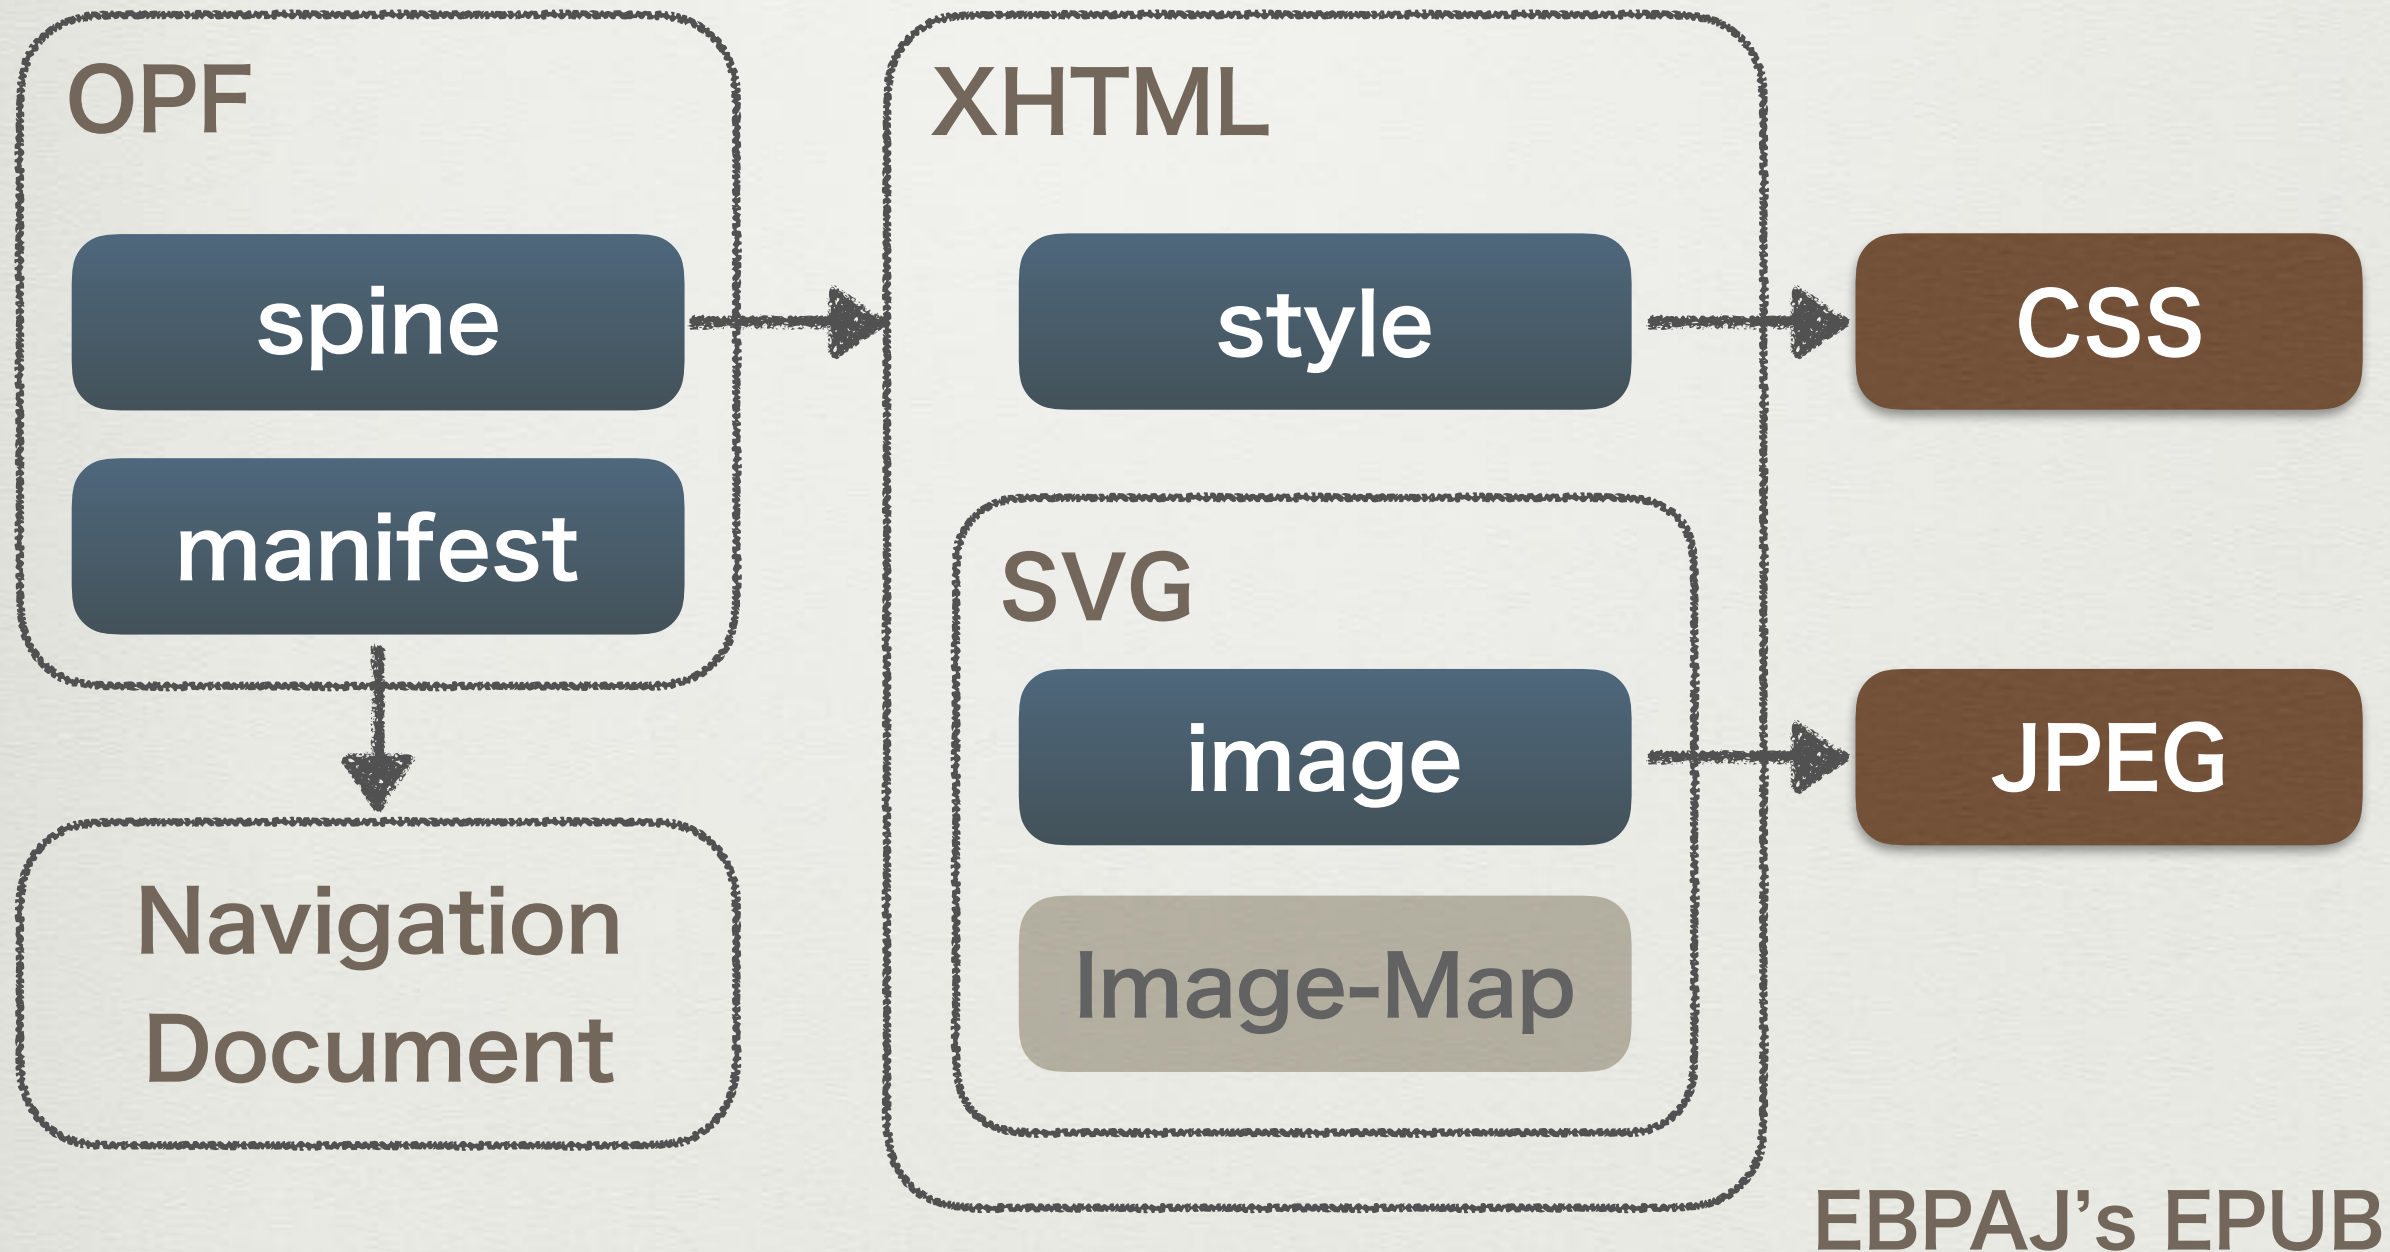 OPF
spine
manifest
Navigation
Document
XHTML
style
SVG
image
Image-Map
CSS
JPEG
EBPAJ’s EPUB